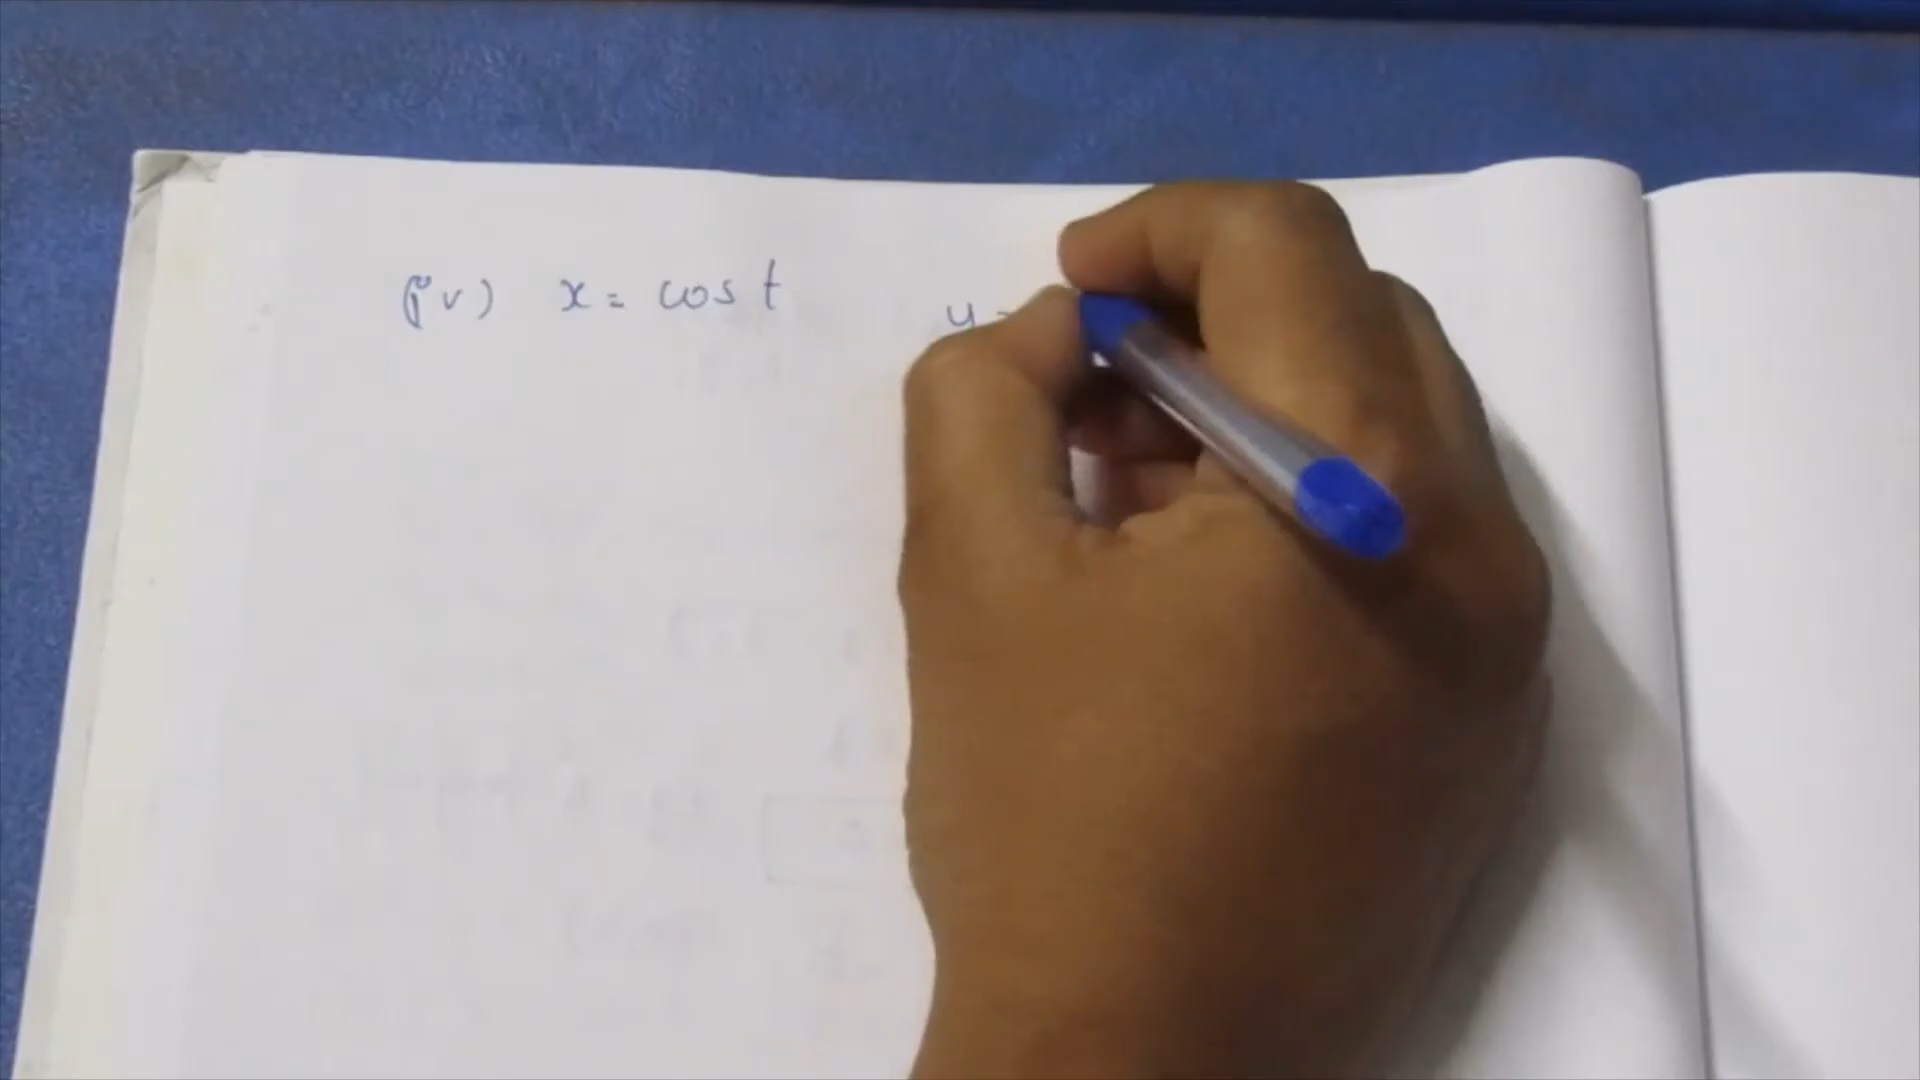 (iv) x = cos t y =